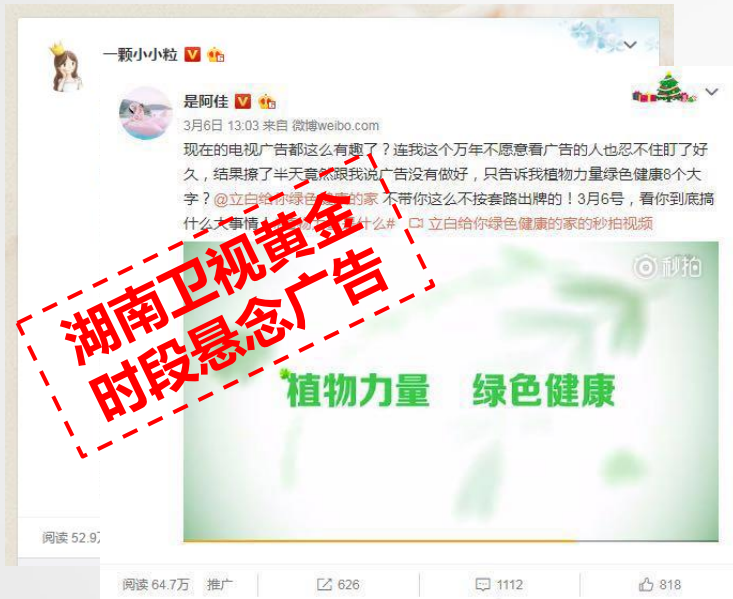 一颗小小粒
是阿佳
3月6日 13:03 来自 微博weibo.com
现在的电视广告都这么有趣了？连我这个万年不愿意看广告的人也忍不住盯了好
久，结果撩了半天竟然跟我说广告没有做好，只告诉我植物力量绿色健康8个大
字？@立白给你绿色健康的家 不带你这么不按套路出牌的！3月6号，看你到底搞
什么大事情
什么# 立白给你绿色健康的家的秒拍视频
秒拍
湖南卫视黄金
时段悬念广告
植物力量 绿色健康
阅读 52.9万
阅读 64.7万 推广 626 1112 818